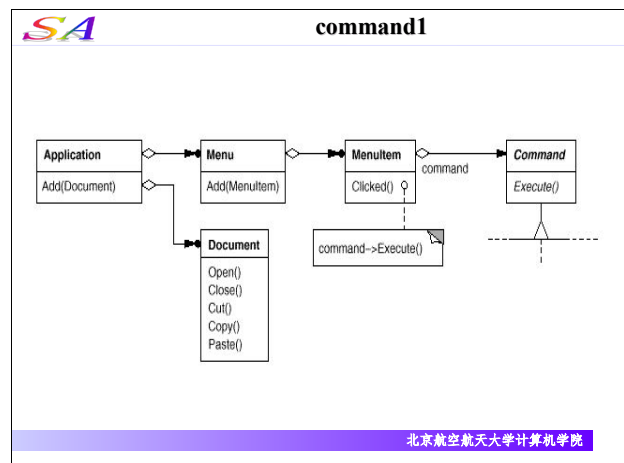 SA
command1
Application
Add(Document)
Menu
Add(MenuItem)
MenuItem
Clicked()
command
Command
Execute()
command->Execute()
Document
Open()
Close()
Cut()
Copy()
Paste()
北京航空航天大学计算机学院